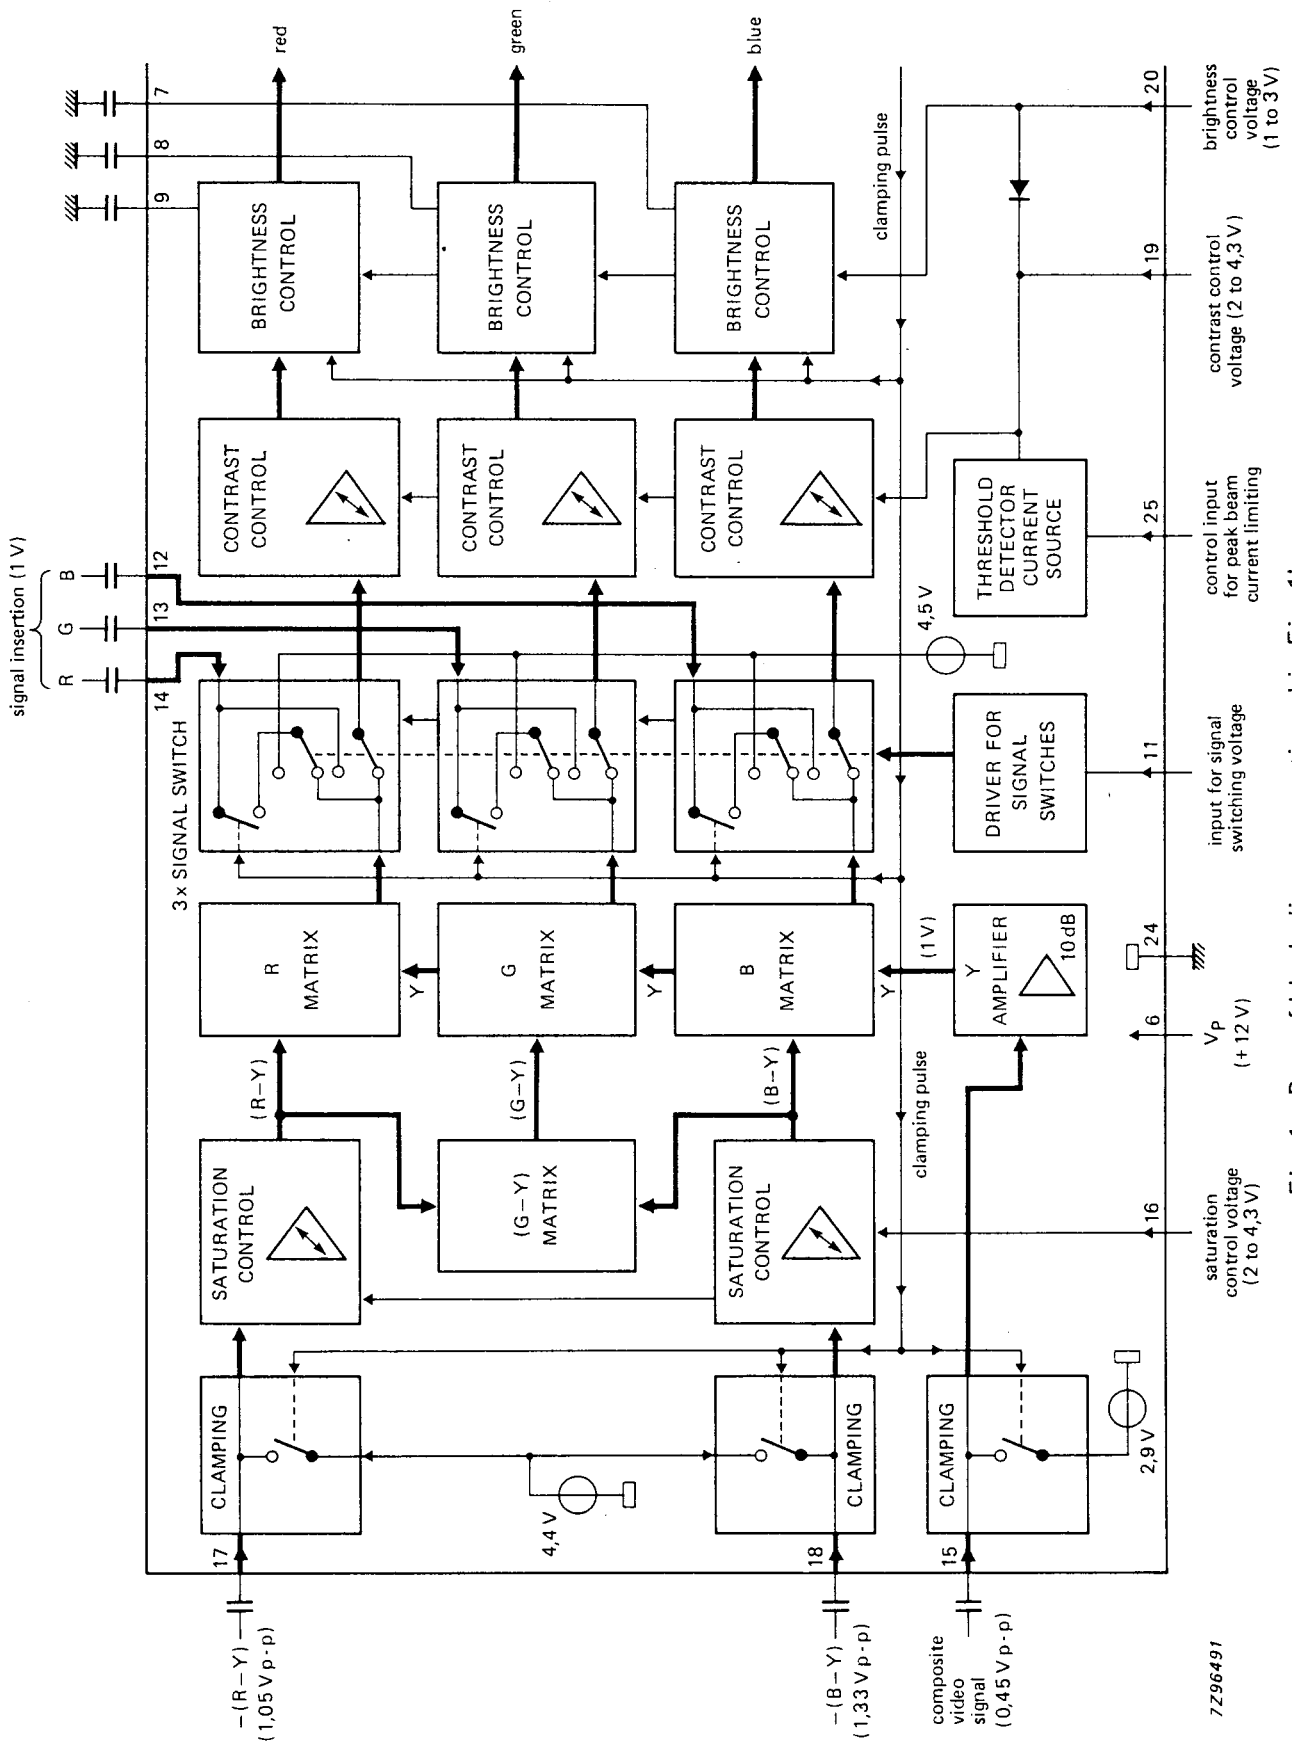 signal insertion (1 V)
R
G
B
14
13
12
9
8
7
3 x SIGNAL SWITCH
-(R-Y)
(1,05 V p-p)
17
CLAMPING
SATURATION
CONTROL
(R-Y)
R
MATRIX
CONTRAST
CONTROL
BRIGHTNESS
CONTROL
red
4,4 V
(G-Y)
MATRIX
(G-Y)
Y
G
MATRIX
CONTRAST
CONTROL
BRIGHTNESS
CONTROL
green
-(B-Y)
(1,33 V p-p)
18
CLAMPING
SATURATION
CONTROL
(B-Y)
Y
B
MATRIX
CONTRAST
CONTROL
BRIGHTNESS
CONTROL
blue
Y
(1 V)
clamping pulse
4,5 V
clamping pulse
composite
video
signal
(0,45 V p-p)
15
CLAMPING
2,9 V
Y
AMPLIFIER
10 dB
DRIVER FOR
SIGNAL
SWITCHES
THRESHOLD
DETECTOR
CURRENT
SOURCE
16
6
24
11
25
19
20
saturation
control voltage
(2 to 4,3 V)
VP
(+ 12 V)
input for signal
switching voltage
control input
for peak beam
current limiting
contrast control
voltage (2 to 4,3 V)
brightness
control
voltage
(1 to 3 V)
7Z96491